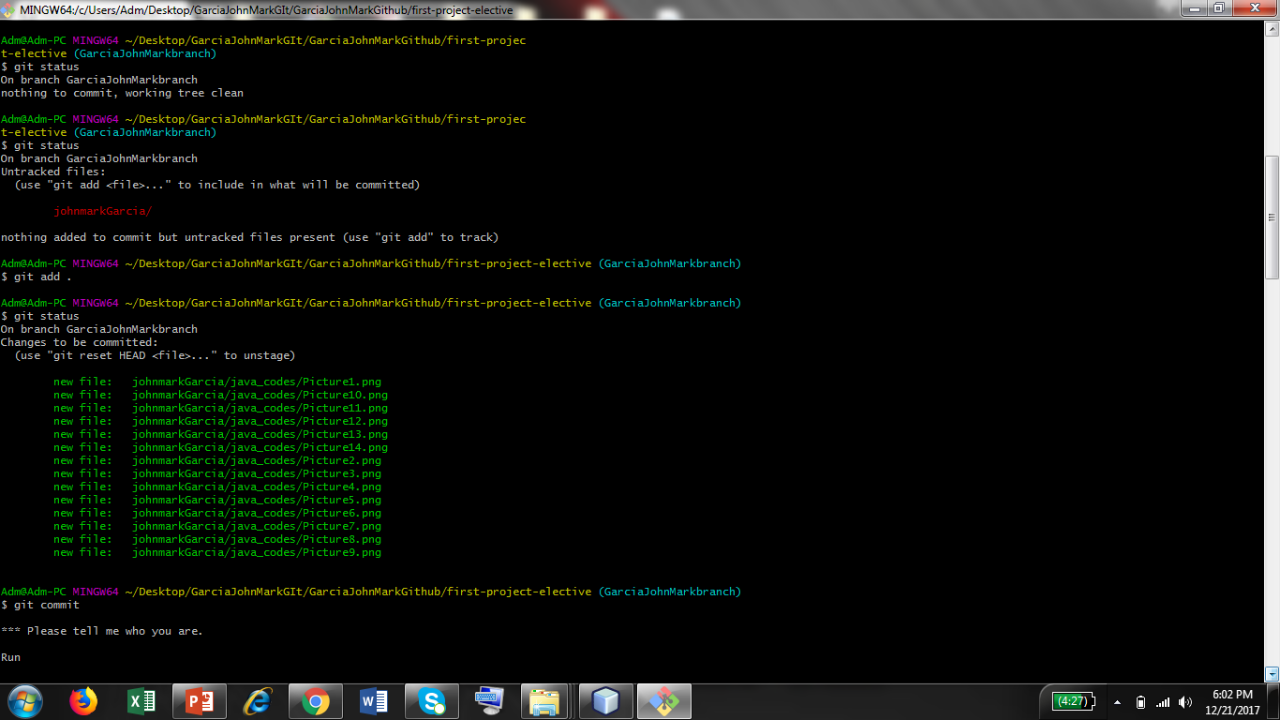 MINGW64:/c/Users/Adm/Desktop/GarciaJohnMarkGIt/GarciaJohnMarkGithub/first-project-elective
Adm@Adm-PC MINGW64 ~/Desktop/GarciaJohnMarkGIt/GarciaJohnMarkGithub/first-projec
t-elective (GarciaJohnMarkbranch)
$ git status
On branch GarciaJohnMarkbranch
nothing to commit, working tree clean
Adm@Adm-PC MINGW64 ~/Desktop/GarciaJohnMarkGIt/GarciaJohnMarkGithub/first-projec
t-elective (GarciaJohnMarkbranch)
$ git status
On branch GarciaJohnMarkbranch
Untracked files:
(use "git add <file>..." to include in what will be committed)
johnmarkGarcia/
nothing added to commit but untracked files present (use "git add" to track)
Adm@Adm-PC MINGW64 ~/Desktop/GarciaJohnMarkGIt/GarciaJohnMarkGithub/first-project-elective (GarciaJohnMarkbranch)
$ git add .
Adm@Adm-PC MINGW64 ~/Desktop/GarciaJohnMarkGIt/GarciaJohnMarkGithub/first-project-elective (GarciaJohnMarkbranch)
$ git status
On branch GarciaJohnMarkbranch
Changes to be committed:
(use "git reset HEAD <file>..." to unstage)
new file: johnmarkGarcia/java_codes/Picture1.png
new file: johnmarkGarcia/java_codes/Picture10.png
new file: johnmarkGarcia/java_codes/Picture11.png
new file: johnmarkGarcia/java_codes/Picture12.png
new file: johnmarkGarcia/java_codes/Picture13.png
new file: johnmarkGarcia/java_codes/Picture14.png
new file: johnmarkGarcia/java_codes/Picture2.png
new file: johnmarkGarcia/java_codes/Picture3.png
new file: johnmarkGarcia/java_codes/Picture4.png
new file: johnmarkGarcia/java_codes/Picture5.png
new file: johnmarkGarcia/java_codes/Picture6.png
new file: johnmarkGarcia/java_codes/Picture7.png
new file: johnmarkGarcia/java_codes/Picture8.png
new file: johnmarkGarcia/java_codes/Picture9.png
Adm@Adm-PC MINGW64 ~/Desktop/GarciaJohnMarkGIt/GarciaJohnMarkGithub/first-project-elective (GarciaJohnMarkbranch)
$ git commit
*** Please tell me who you are.
Run
(4:27)
6:02 PM
12/21/2017